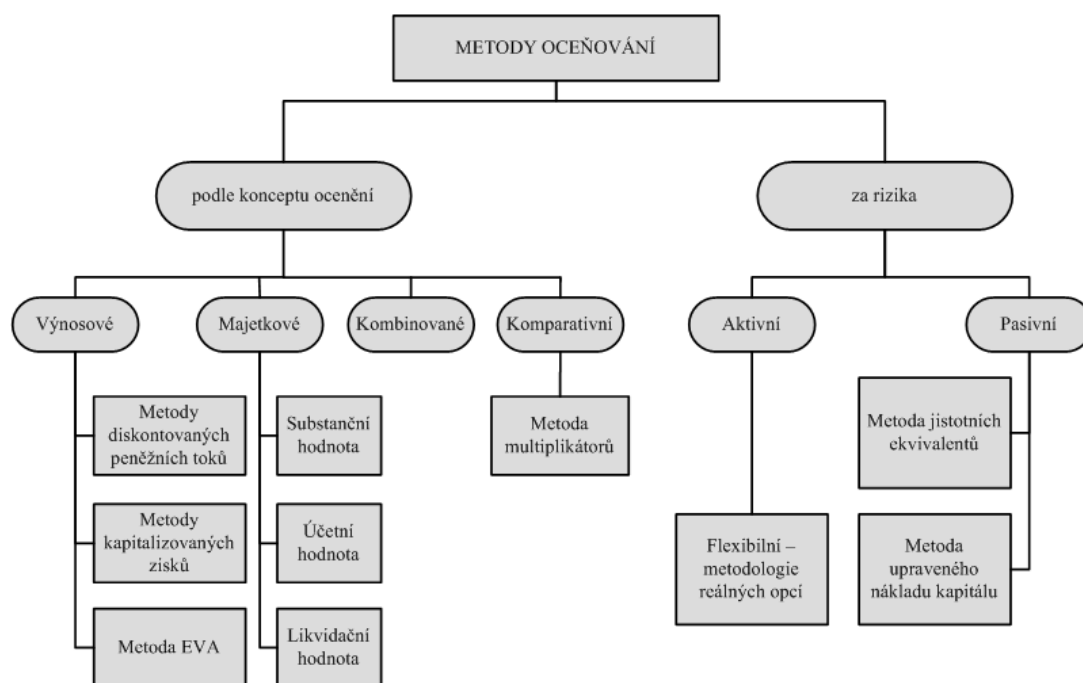 METODY OCEŇOVÁNÍ
podle konceptu ocenění
za rizika
Výnosové
Majetkové
Kombinované
Komparativní
Aktivní
Pasivní
Metody
diskontovaných
peněžních toků
Substanční
hodnota
Metoda
multiplikátorů
Metoda jistotních
ekvivalentů
Metody
kapitalizovaných
zisků
Účetní
hodnota
Flexibilní –
metodologie
reálných opcí
Metoda
upraveného
nákladu kapitálu
Metoda EVA
Likvidační
hodnota